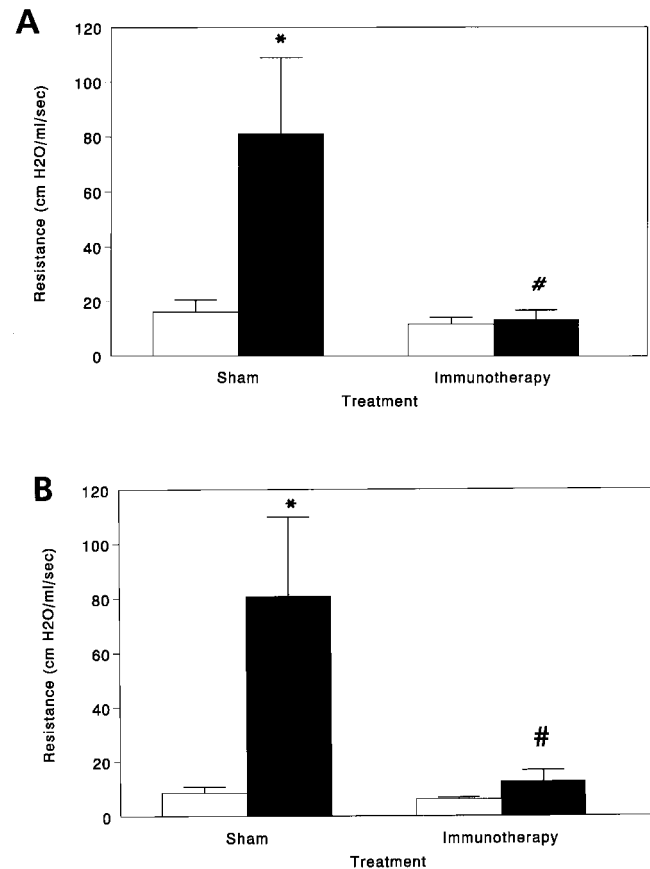 A
120
100
80
60
40
20
0
Resistance (cm H2O/ml/sec)
*
#
Sham
Immunotherapy
Treatment
B
120
100
80
60
40
20
0
Resistance (cm H2O/ml/sec)
*
#
Sham
Immunotherapy
Treatment